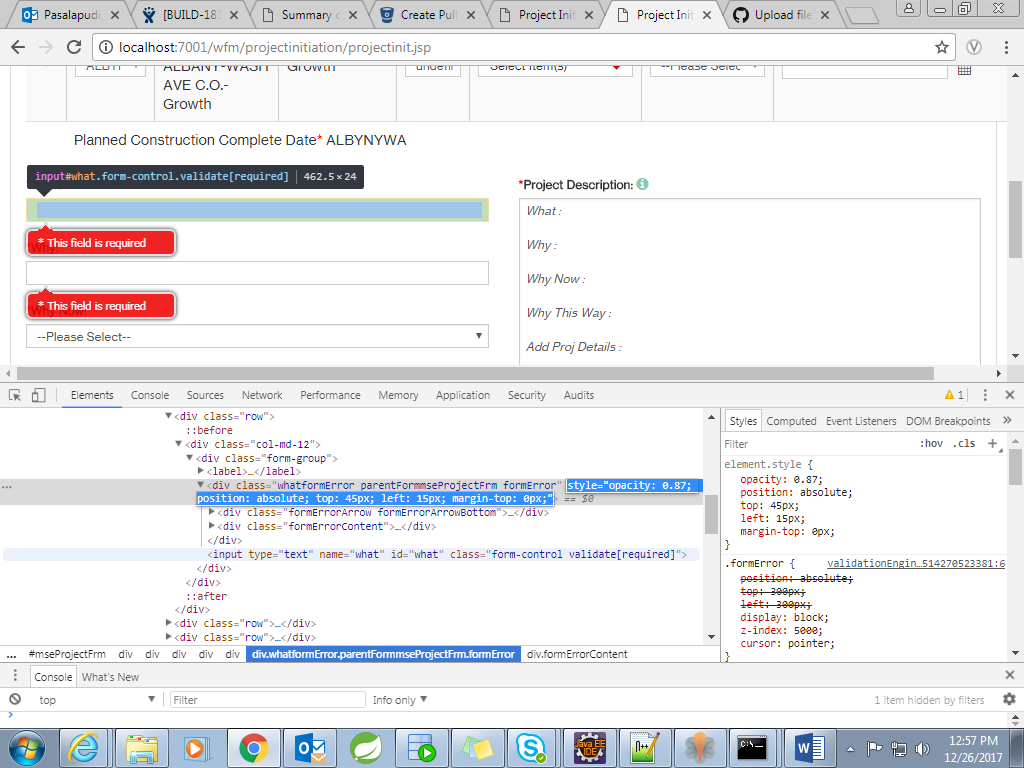 Pasalapudi
[BUILD-181
Summary o
Create Pull
Project Init
Project Init
Upload file
localhost:7001/wfm/projectinitiation/projectinit.jsp
ALBANY-WASH Growth
AVE C.O.-
Growth
Select Item(s)
--Please Selec
Planned Construction Complete Date* ALBYNYWA
input#what.form-control.validate[required] | 462.5 × 24
*Project Description:
What :
* This field is required
Why :
Why Now :
* This field is required
Why This Way :
--Please Select--
Add Proj Details :
Elements Console Sources Network Performance Memory Application Security Audits
1
<div class="row">
::before
<div class="col-md-12">
<div class="form-group">
<label>…</label>
<div class="whatformError parentFormmseProjectFrm formError" style="opacity: 0.87;
position: absolute; top: 45px; left: 15px; margin-top: 0px;"> == $0
<div class="formErrorArrow formErrorArrowBottom">…</div>
<div class="formErrorContent">…</div>
</div>
<input type="text" name="what" id="what" class="form-control validate[required]">
</div>
</div>
::after
</div>
<div class="row">…</div>
<div class="row">…</div>
... #mseProjectFrm div div div div div div.whatformError.parentFormmseProjectFrm.formError div.formErrorContent
Styles Computed Event Listeners DOM Breakpoints »
Filter :hov .cls +
element.style {
opacity: 0.87;
position: absolute;
top: 45px;
left: 15px;
margin-top: 0px;
}
.formError { validationEngin…514270523381:6
position: absolute;
top: 300px;
left: 300px;
display: block;
z-index: 5000;
cursor: pointer;
}
Console What's New
top Filter Info only 1 item hidden by filters
Java EE
IDE
12:57 PM
12/26/2017